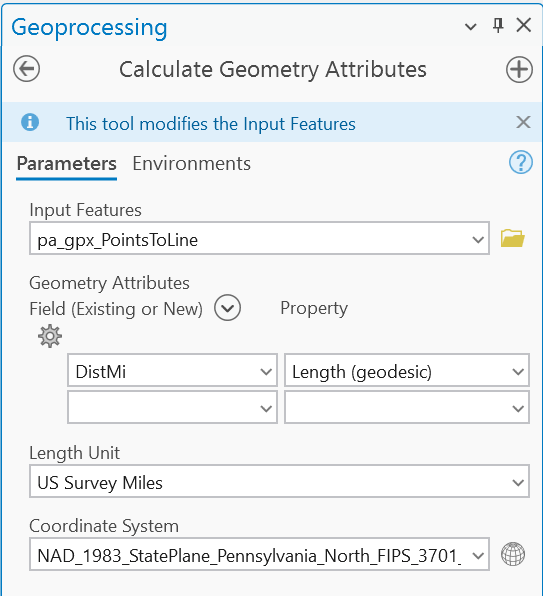 Geoprocessing
Calculate Geometry Attributes
This tool modifies the Input Features
Parameters Environments
?
Input Features
pa_gpx_PointsToLine
Geometry Attributes
Field (Existing or New) Property
DistMi Length (geodesic)
Length Unit
US Survey Miles
Coordinate System
NAD_1983_StatePlane_Pennsylvania_North_FIPS_3701_